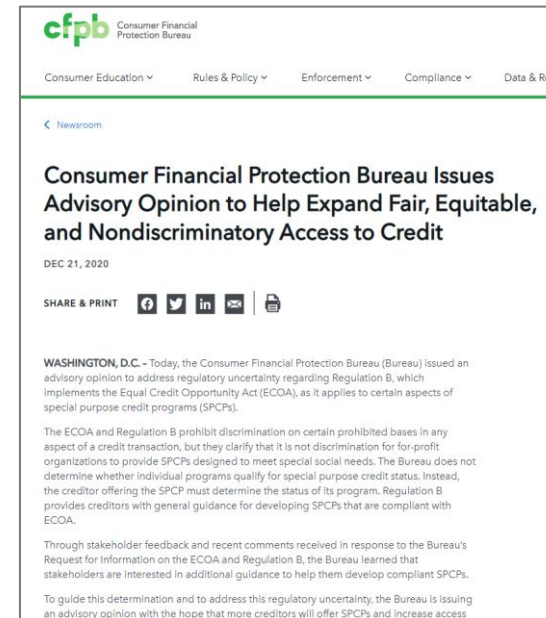 cfpb Consumer Financial
Protection Bureau
Consumer Education Rules & Policy Enforcement Compliance Data &
Newsroom
Consumer Financial Protection Bureau Issues
Advisory Opinion to Help Expand Fair, Equitable,
and Nondiscriminatory Access to Credit
DEC 21, 2020
SHARE & PRINT
WASHINGTON, D.C. – Today, the Consumer Financial Protection Bureau (Bureau) issued an
advisory opinion to address regulatory uncertainty regarding Regulation B, which
implements the Equal Credit Opportunity Act (ECOA), as it applies to certain aspects of
special purpose credit programs (SPCPs).
The ECOA and Regulation B prohibit discrimination on certain prohibited bases in any
aspect of a credit transaction, but they clarify that it is not discrimination for for-profit
organizations to provide SPCPs designed to meet special social needs. The Bureau does not
determine whether individual programs qualify for special purpose credit status. Instead,
the creditor offering the SPCP must determine the status of its program. Regulation B
provides creditors with general guidance for developing SPCPs that are compliant with
ECOA.
Through stakeholder feedback and recent comments received in response to the Bureau's
Request for Information on the ECOA and Regulation B, the Bureau learned that
stakeholders are interested in additional guidance to help them develop compliant SPCPs.
To guide this determination and to address this regulatory uncertainty, the Bureau is issuing
an advisory opinion with the hope that more creditors will offer SPCPs and increase access